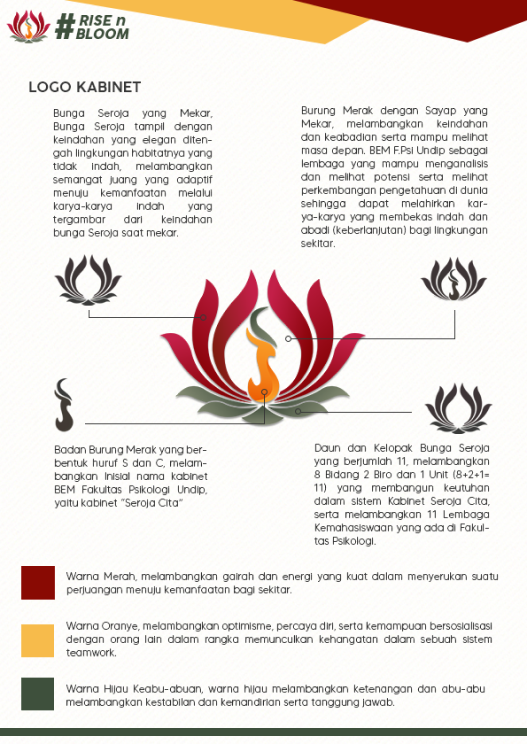 # RISE n
BLOOM
LOGO KABINET
Bunga Seroja yang Mekar,
Bunga Seroja tampil dengan
keindahan yang elegan diten-
gah lingkungan habitatnya yang
tidak indah, melambangkan
semangat juang yang adaptif
menuju kemanfaatan melalui
karya-karya indah yang
tergambar dari keindahan
bunga Seroja saat mekar.
Burung Merak dengan Sayap yang
Mekar, melambangkan keindahan
dan keabadian serta mampu melihat
masa depan. BEM F.Psi Undip sebagai
lembaga yang mampu menganalisis
dan melihat potensi serta melihat
perkembangan pengetahuan di dunia
sehingga dapat melahirkan kar-
ya-karya yang membekas indah dan
abadi (keberlanjutan) bagi lingkungan
sekitar.
Badan Burung Merak yang ber-
bentuk huruf S dan C, melam-
bangkan Inisial nama kabinet
BEM Fakultas Psikologi Undip,
yaitu kabinet "Seroja Cita"
Daun dan Kelopak Bunga Seroja
yang berjumlah 11, melambangkan
8 Bidang 2 Biro dan 1 Unit (8+2+1=
11) yang membangun keutuhan
dalam sistem Kabinet Seroja Cita,
serta melambangkan 11 Lembaga
Kemahasiswaan yang ada di Fakul-
tas Psikologi.
Warna Merah, melambangkan gairah dan energi yang kuat dalam menyerukan suatu
perjuangan menuju kemanfaatan bagi sekitar.
Warna Oranye, melambangkan optimisme, percaya diri, serta kemampuan bersosialisasi
dengan orang lain dalam rangka memunculkan kehangatan dalam sebuah sistem
teamwork.
Warna Hijau Keabu-abuan, warna hijau melambangkan ketenangan dan abu-abu
melambangkan kestabilan dan kemandirian serta tanggung jawab.